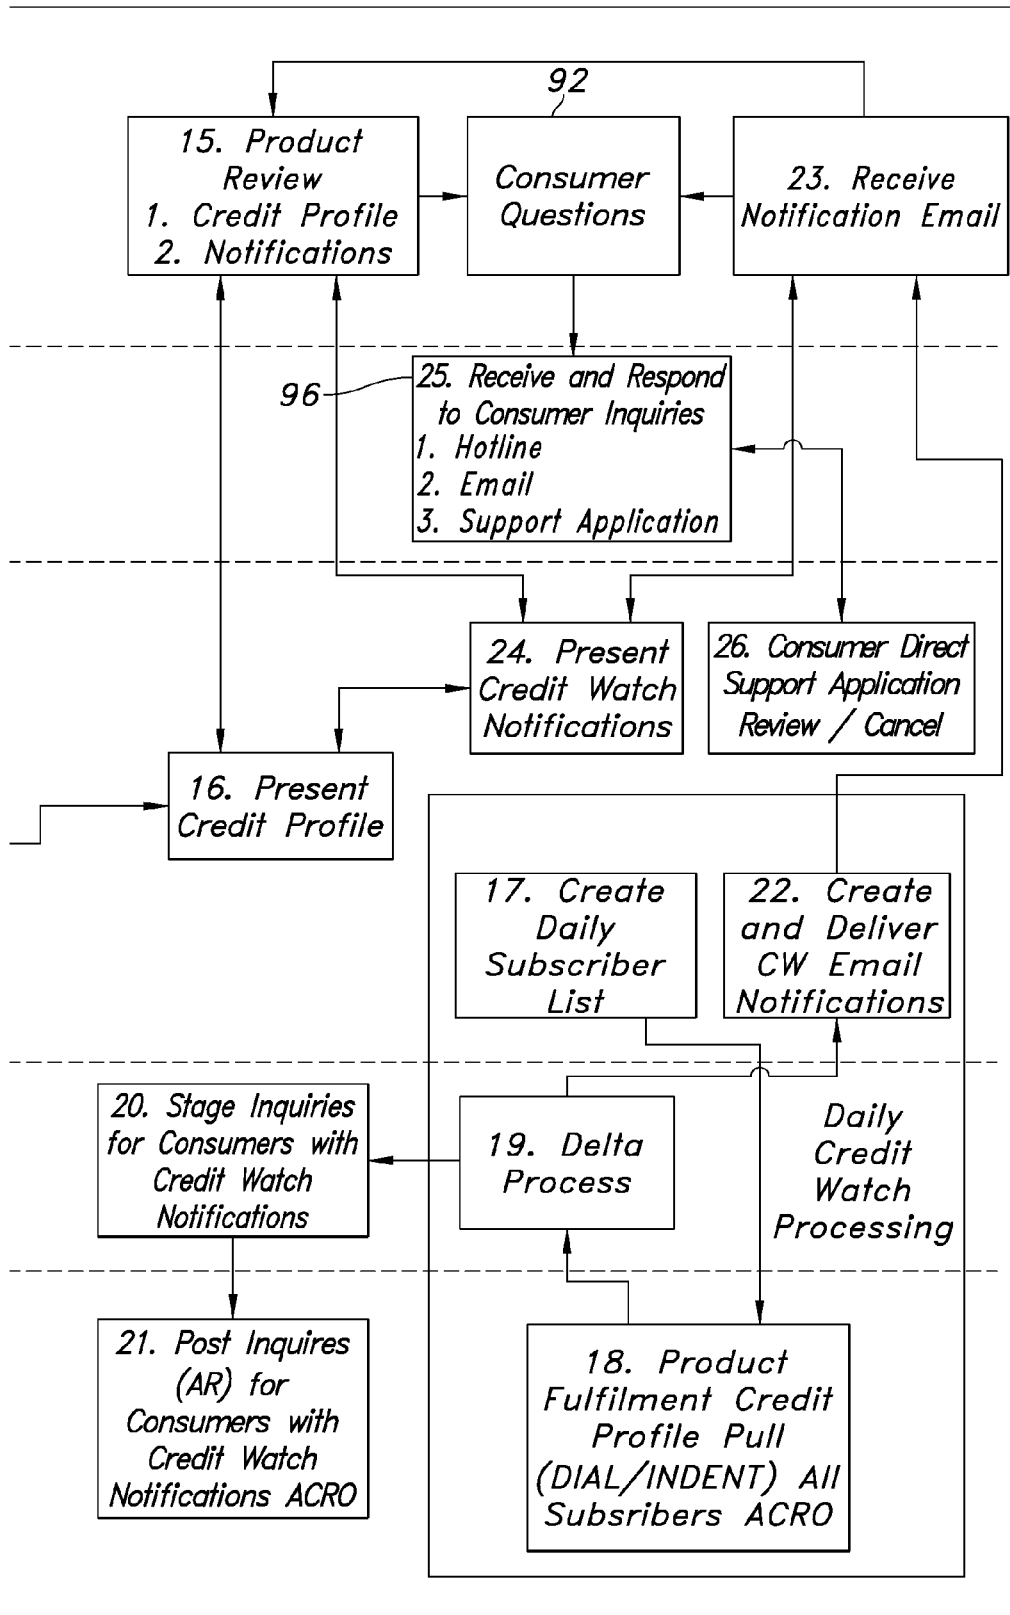 92
15. Product
Review
1. Credit Profile
2. Notifications
Consumer
Questions
23. Receive
Notification Email
96
25. Receive and Respond
to Consumer Inquiries
1. Hotline
2. Email
3. Support Application
24. Present
Credit Watch
Notifications
26. Consumer Direct
Support Application
Review / Cancel
16. Present
Credit Profile
17. Create
Daily
Subscriber
List
22. Create
and Deliver
CW Email
Notifications
20. Stage Inquiries
for Consumers with
Credit Watch
Notifications
19. Delta
Process
Daily
Credit
Watch
Processing
21. Post Inquires
(AR) for
Consumers with
Credit Watch
Notifications ACRO
18. Product
Fulfilment Credit
Profile Pull
(DIAL/INDENT) All
Subsribers ACRO